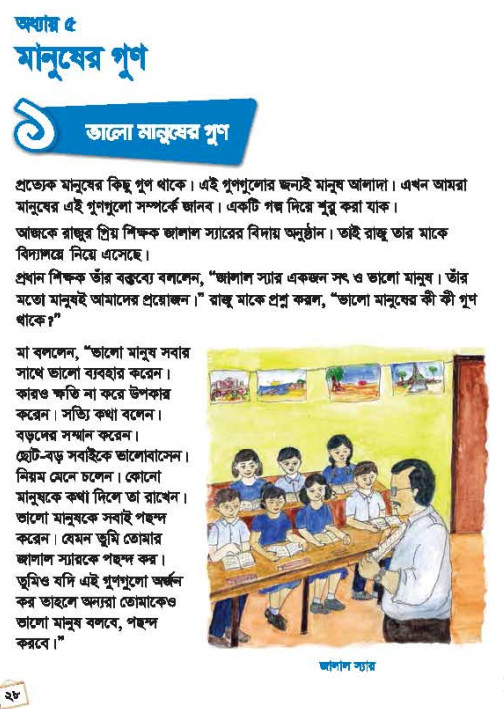 অধ্যায় ৫
মানুষের গুণ
১
ভালো মানুষের গুণ
প্রত্যেক মানুষের কিছু গুণ থাকে। এই গুণগুলোর জন্যই মানুষ আলাদা। এখন আমরা
মানুষের এই গুণগুলো সম্পর্কে জানব। একটি গল্প দিয়ে শুরু করা যাক।
আজকে রাজুর প্রিয় শিক্ষক জালাল স্যারের বিদায় অনুষ্ঠান। তাই রাজু তার মাকে
বিদ্যালয়ে নিয়ে এসেছে।
প্রধান শিক্ষক তাঁর বক্তব্যে বললেন, “জালাল স্যার একজন সৎ ও ভালো মানুষ। তাঁর
মতো মানুষই আমাদের প্রয়োজন।” রাজু মাকে প্রশ্ন করল, “ভালো মানুষের কী কী গুণ
থাকে?”
মা বললেন, “ভালো মানুষ সবার
সাথে ভালো ব্যবহার করেন।
কারও ক্ষতি না করে উপকার
করেন। সত্যি কথা বলেন।
বড়দের সম্মান করেন।
ছোট-বড় সবাইকে ভালোবাসেন।
নিয়ম মেনে চলেন। কোনো
মানুষকে কথা দিলে তা রাখেন।
ভালো মানুষকে সবাই পছন্দ
করেন। যেমন তুমি তোমার
জালাল স্যারকে পছন্দ কর।
তুমিও যদি এই গুণগুলো অর্জন
কর তাহলে অন্যরা তোমাকেও
ভালো মানুষ বলবে, পছন্দ
করবে।”
জালাল স্যার
২৮